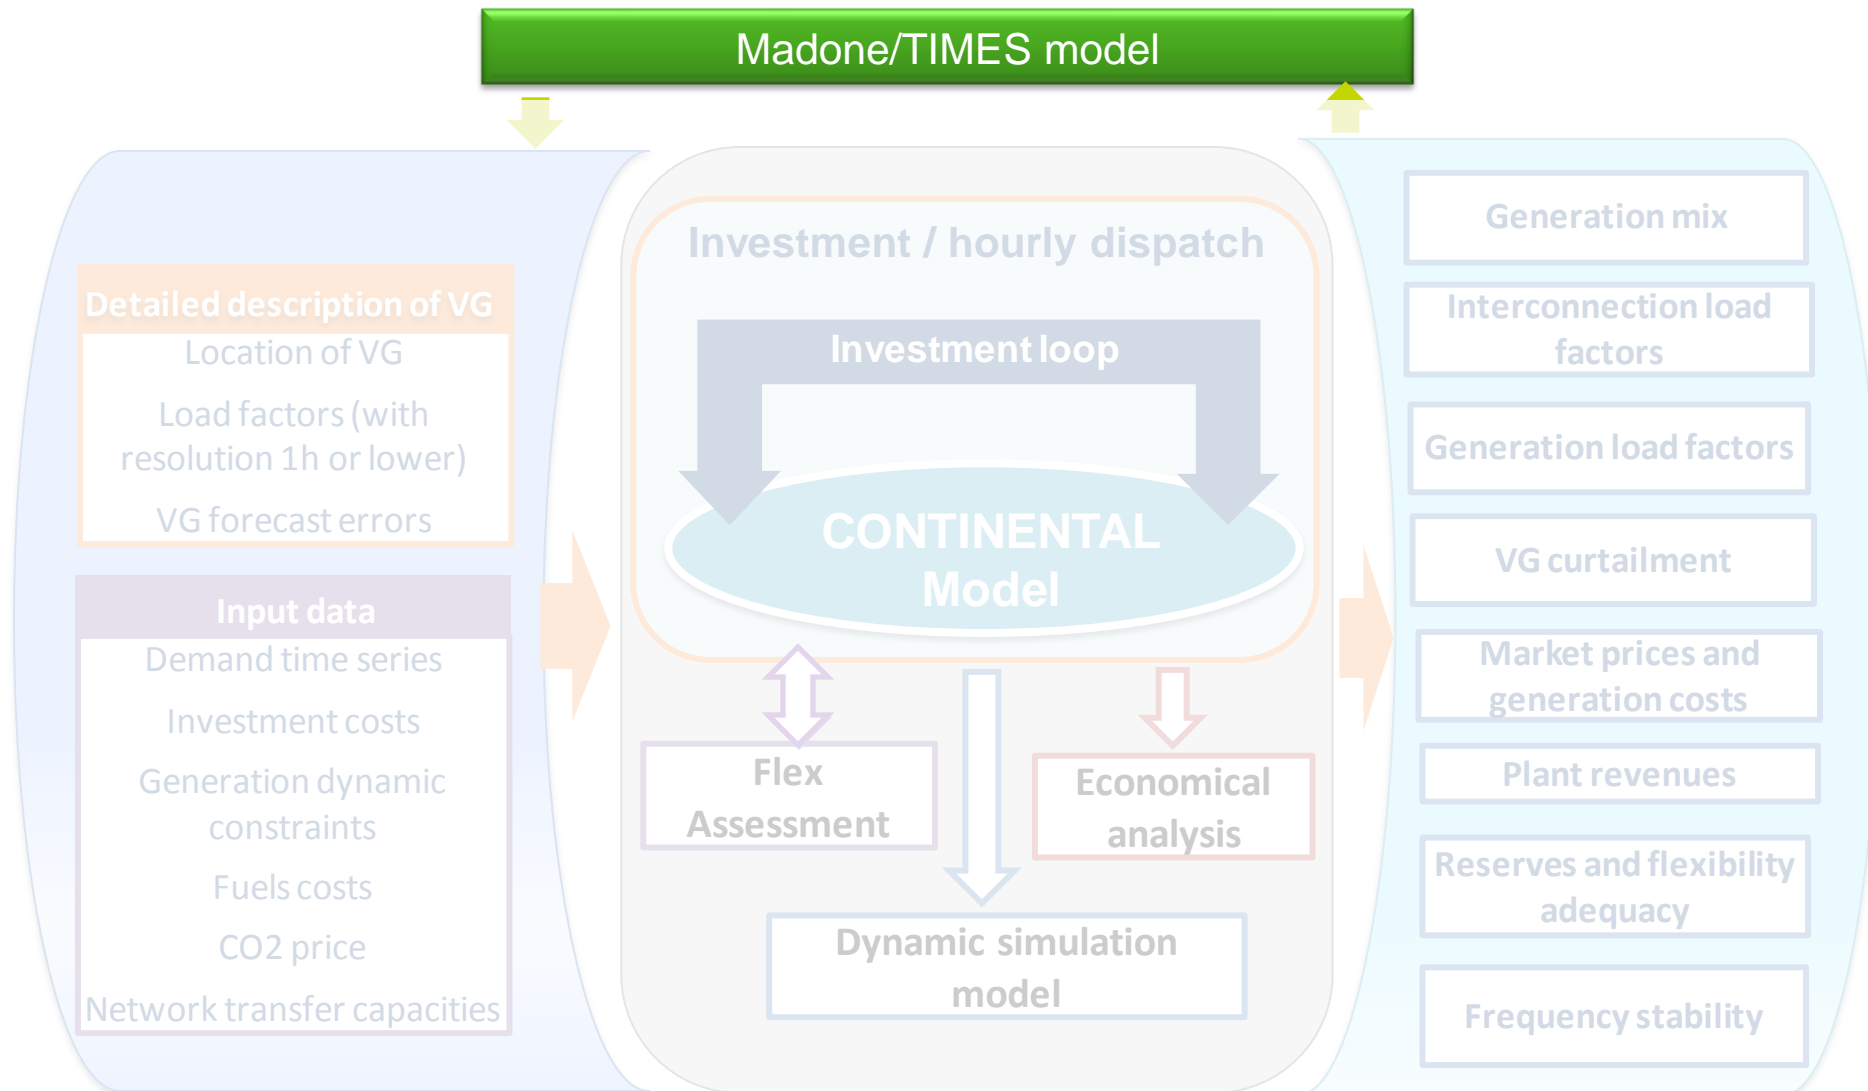 Madone/TIMES model
Detailed description of VG
Location of VG
Load factors (with
resolution 1h or lower)
VG forecast errors
Input data
Demand time series
Investment costs
Generation dynamic
constraints
Fuels costs
CO2 price
Network transfer capacities
Investment / hourly dispatch
Investment loop
CONTINENTAL
Model
Flex
Assessment
Economical
analysis
Dynamic simulation
model
Generation mix
Interconnection load
factors
Generation load factors
VG curtailment
Market prices and
generation costs
Plant revenues
Reserves and flexibility
adequacy
Frequency stability